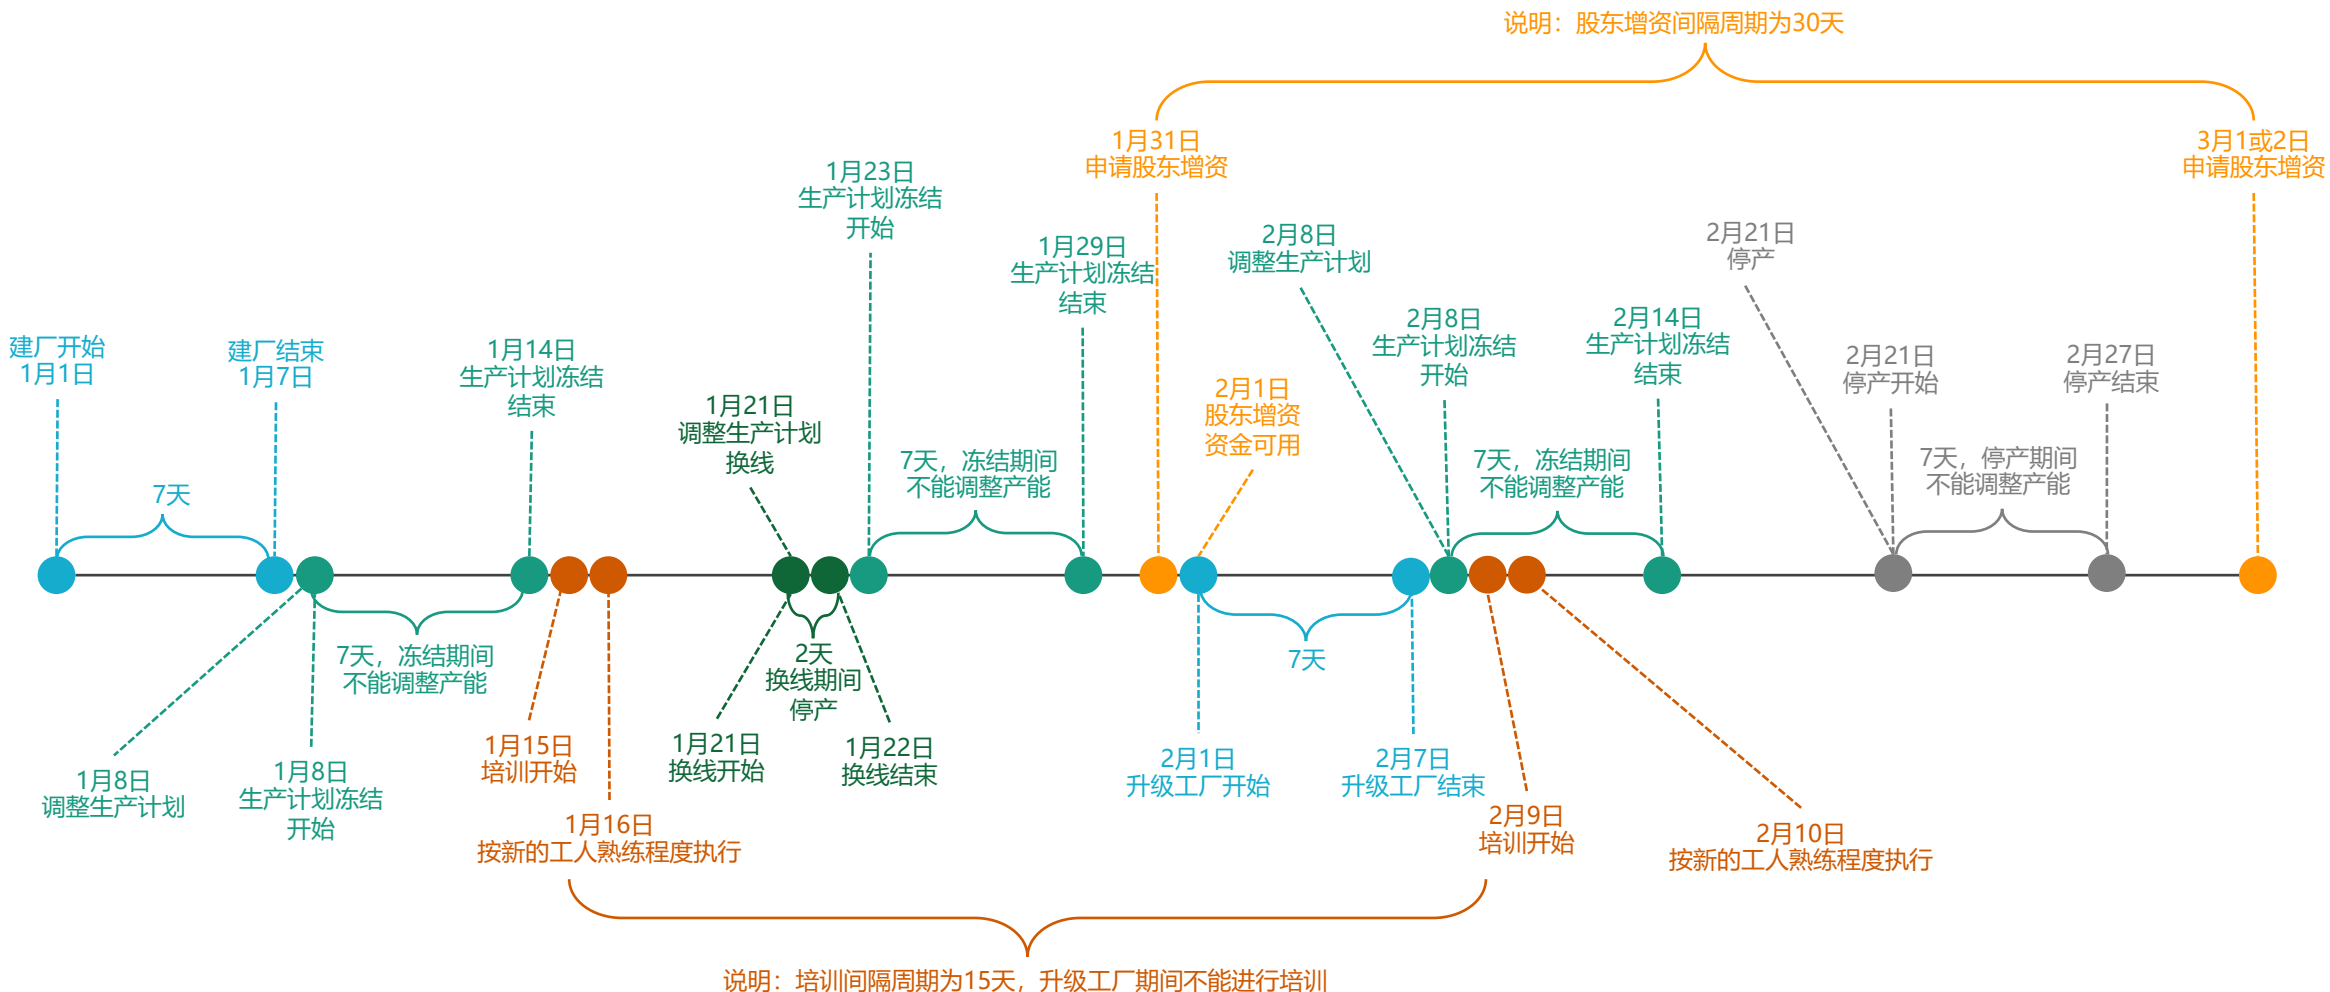 说明：股东增资间隔周期为30天
1月31日
申请股东增资
3月1或2日
申请股东增资
1月23日
生产计划冻结
开始
1月29日
生产计划冻结
结束
2月8日
调整生产计划
2月21日
停产
建厂开始
1月1日
建厂结束
1月7日
1月14日
生产计划冻结
结束
1月21日
调整生产计划
换线
2月1日
股东增资
资金可用
2月8日
生产计划冻结
开始
2月14日
生产计划冻结
结束
2月21日
停产开始
2月27日
停产结束
7天
7天，冻结期间
不能调整产能
7天，冻结期间
不能调整产能
7天，停产期间
不能调整产能
7天，冻结期间
不能调整产能
2天
换线期间
停产
7天
1月8日
调整生产计划
1月8日
生产计划冻结
开始
1月15日
培训开始
1月16日
按新的工人熟练程度执行
1月21日
换线开始
1月22日
换线结束
2月1日
升级工厂开始
2月7日
升级工厂结束
2月9日
培训开始
2月10日
按新的工人熟练程度执行
说明：培训间隔周期为15天，升级工厂期间不能进行培训